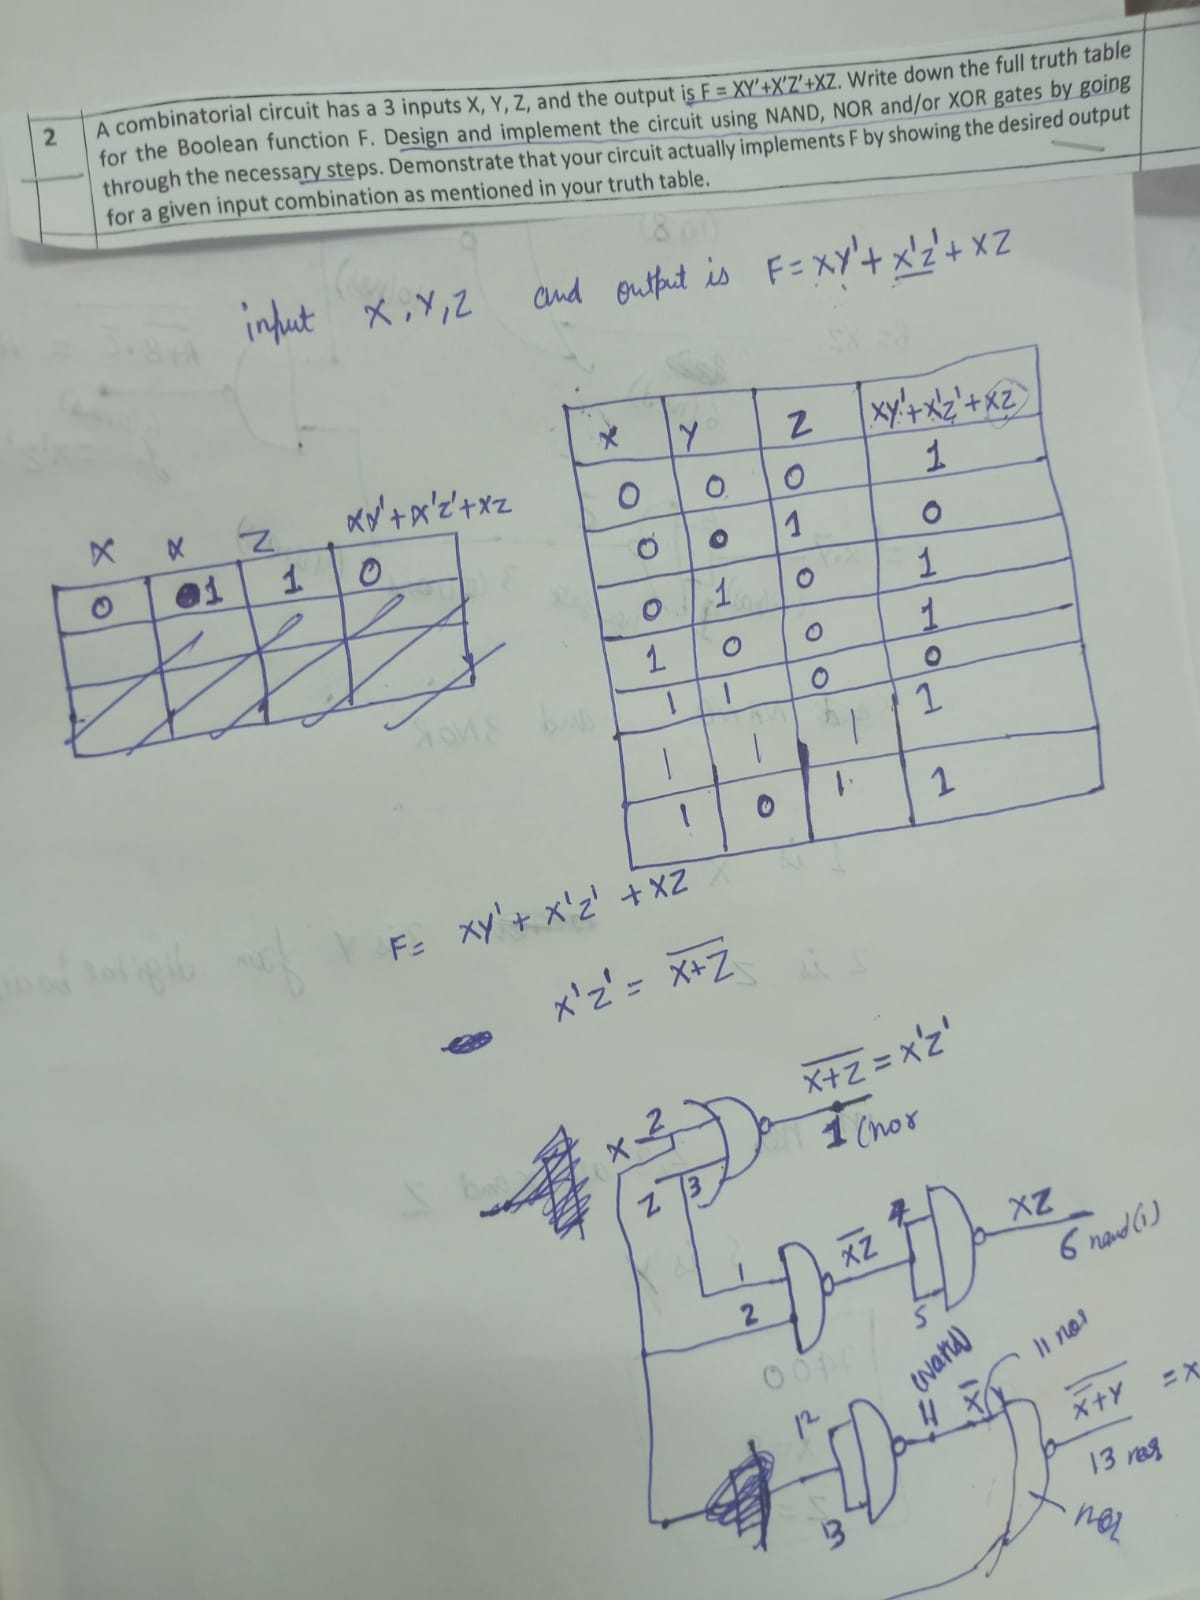 2
A combinatorial circuit has a 3 inputs X, Y, Z, and the output is F = XY'+X'Z'+XZ. Write down the full truth table
for the Boolean function F. Design and implement the circuit using NAND, NOR and/or XOR gates by going
through the necessary steps. Demonstrate that your circuit actually implements F by showing the desired output
for a given input combination as mentioned in your truth table.
input X, Y, Z and output is F = XY' + X'Z' + XZ
X Y Z XY'+X'Z'+XZ
0 0 0 1
0 0 1 0
0 1 0 1
1 0 0 1
1 1 0 0
1 1 1 1
1 0 1 1
X X Z XY'+X'Z'+XZ
0 1 1 0
F = XY' + X'Z' + XZ
X'Z' = \overline{X+Z}
\overline{X+Z} = X'Z'
X 2
Z 3
1 (nor
1
2
\overline{XZ}
4
5
XZ
6 nand(1)
12
13
11
\overline{X}
11 nor
\overline{\overline{X}+Y} = X
13 nor
nor